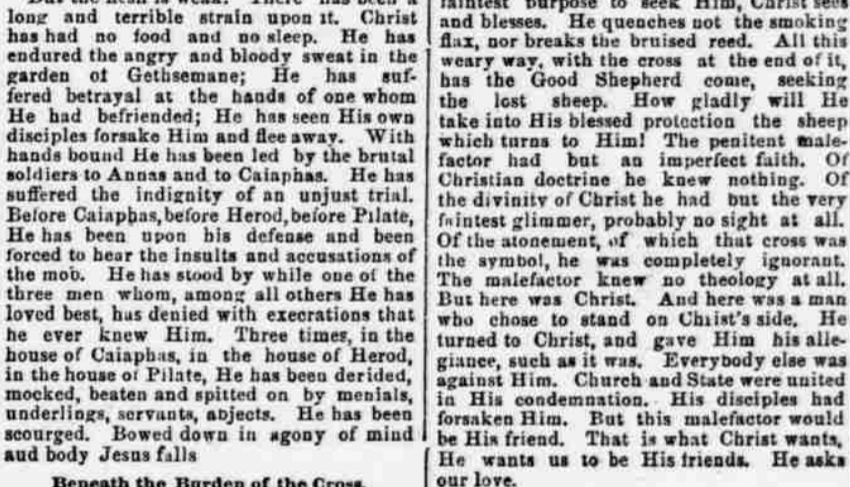 But the flesh is weak. There has been a
long and terrible strain upon it. Christ
has had no food and no sleep. He has
endured the angry and bloody sweat in the
garden of Gethsemane; He has suf-
fered betrayal at the hands of one whom
He had befriended; He has seen His own
disciples forsake Him and flee away. With
hands bound He has been led by the brutal
soldiers to Annas and to Caiaphas. He has
suffered the indignity of an unjust trial.
Before Caiaphas, before Herod, before Pilate,
He has been upon his defense and been
forced to hear the insults and accusations of
the mob. He has stood by while one of the
three men whom, among all others He has
loved best, has denied with execrations that
he ever knew Him. Three times, in the
house of Caiaphas, in the house of Herod,
in the house of Pilate, He has been derided,
mocked, beaten and spitted on by menials,
underlings, servants, abjects. He has been
scourged. Bowed down in agony of mind
and body Jesus falls
Beneath the Burden of the Cross.
faintest purpose to seek Him, Christ sees
and blesses. He quenches not the smoking
flax, nor breaks the bruised reed. All this
weary way, with the cross at the end of it,
has the Good Shepherd come, seeking
the lost sheep. How gladly will He
take into His blessed protection the sheep
which turns to Him! The penitent male-
factor had but an imperfect faith. Of
Christian doctrine he knew nothing. Of
the divinity of Christ he had but the very
faintest glimmer, probably no sight at all.
Of the atonement, of which that cross was
the symbol, he was completely ignorant.
The malefactor knew no theology at all.
But here was Christ. And here was a man
who chose to stand on Christ's side. He
turned to Christ, and gave Him his alle-
giance, such as it was. Everybody else was
against Him. Church and State were united
in His condemnation. His disciples had
forsaken Him. But this malefactor would
be His friend. That is what Christ wants.
He wants us to be His friends. He asks
our love.